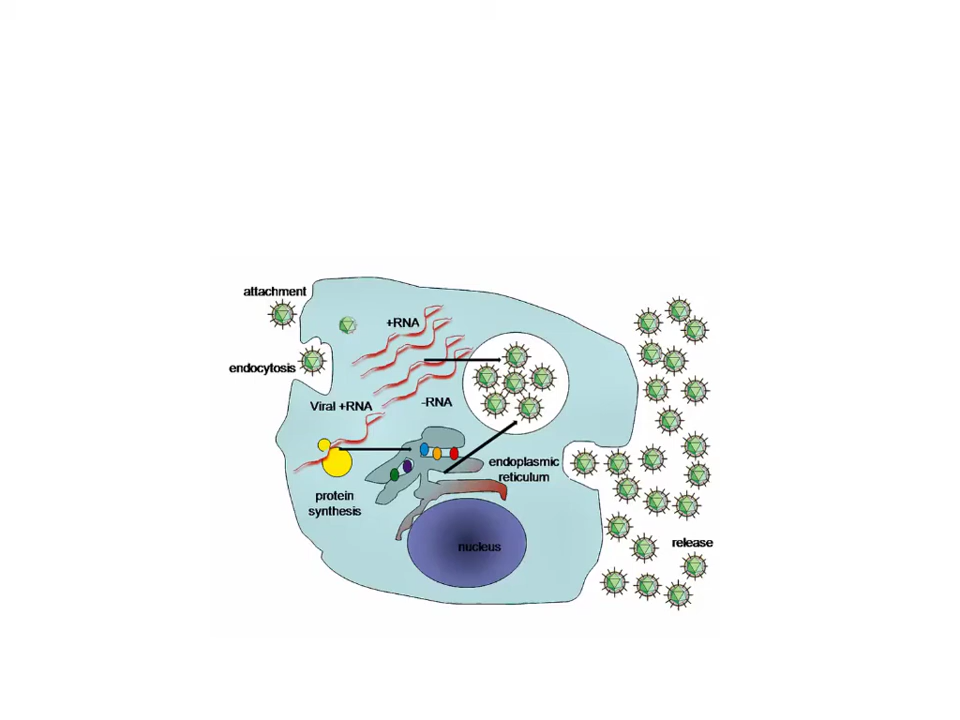 attachment
+RNA
endocytosis
Viral +RNA
-RNA
endoplasmic
reticulum
protein
synthesis
nucleus
release